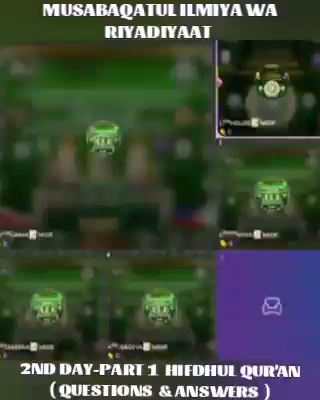 MUSABAQATUL ILMIYA WA
RIYADIYAAT
2ND DAY-PART 1 HIFDHUL QUR'AN
( QUESTIONS & ANSWERS )